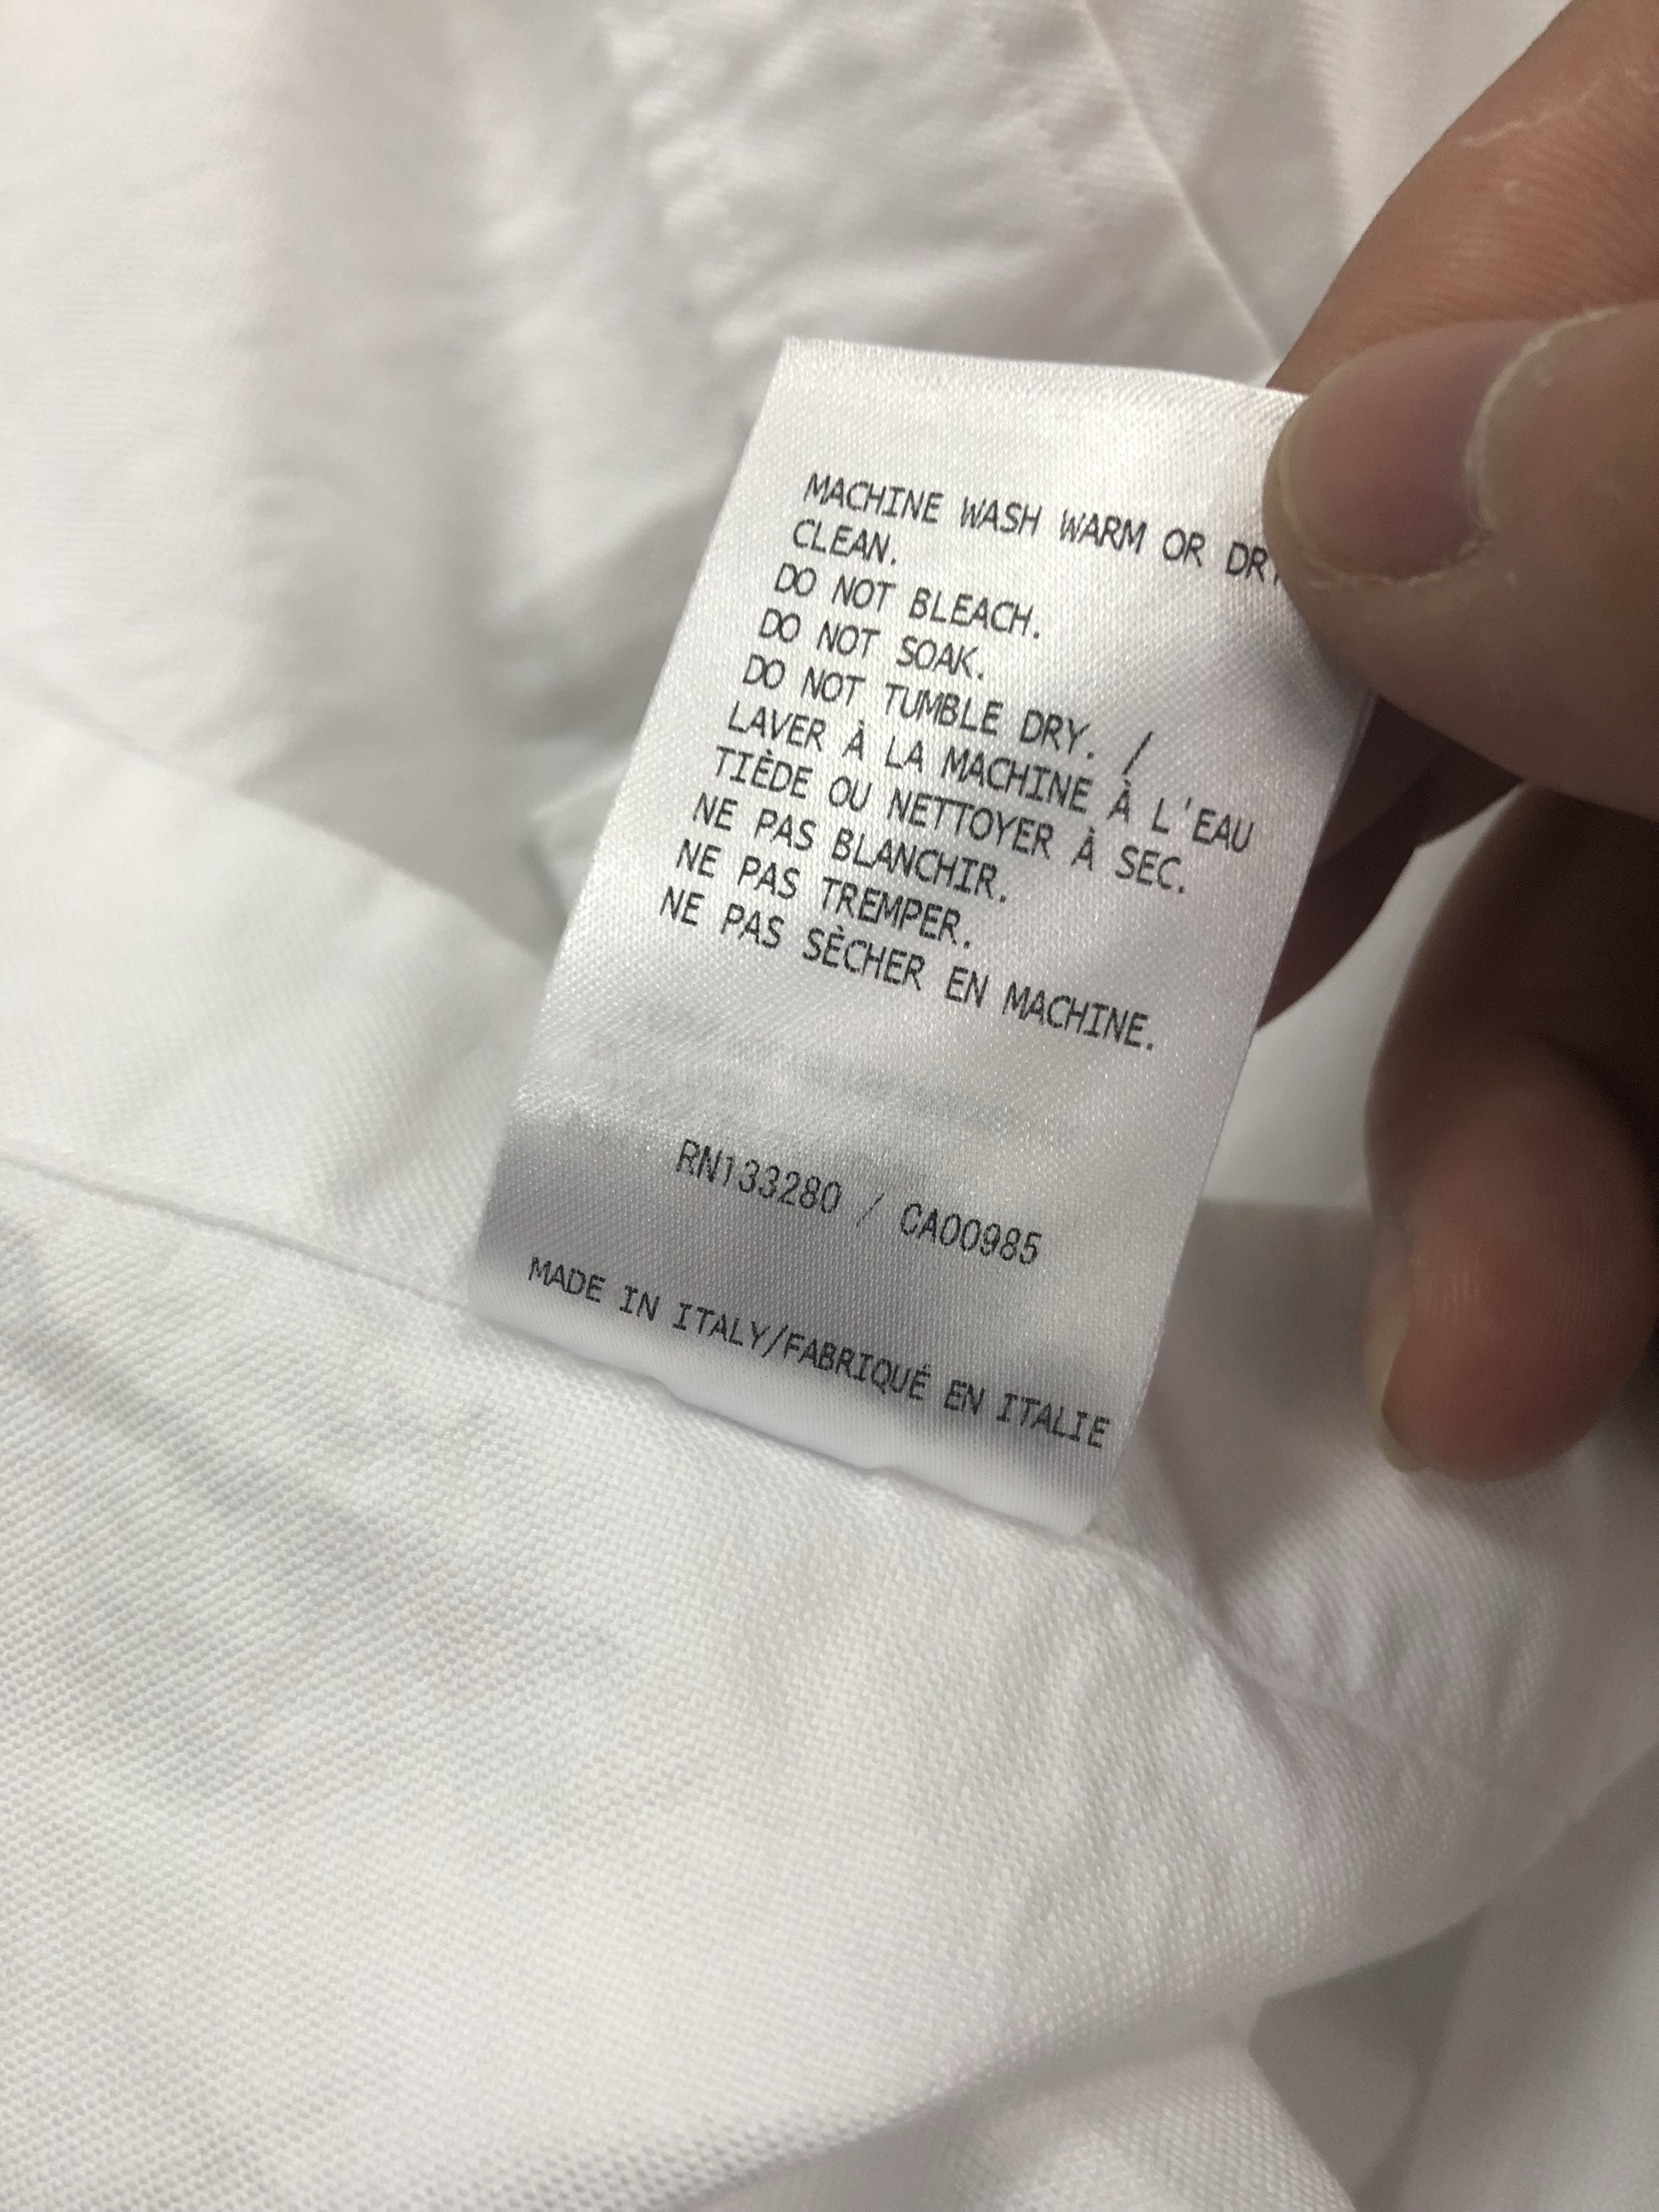 MACHINE WASH WARM OR DRY
CLEAN.
DO NOT BLEACH.
DO NOT SOAK.
DO NOT TUMBLE DRY. /
LAVER À LA MACHINE À L'EAU
TIÈDE OU NETTOYER À SEC.
NE PAS BLANCHIR.
NE PAS TREMPER.
NE PAS SÈCHER EN MACHINE.
RN133280 / CA00985
MADE IN ITALY/FABRIQUÉ EN ITALIE